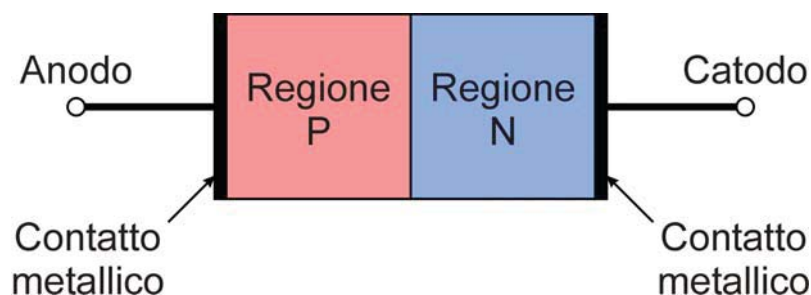 Anodo
Regione
P
Regione
N
Catodo
Contatto
metallico
Contatto
metallico